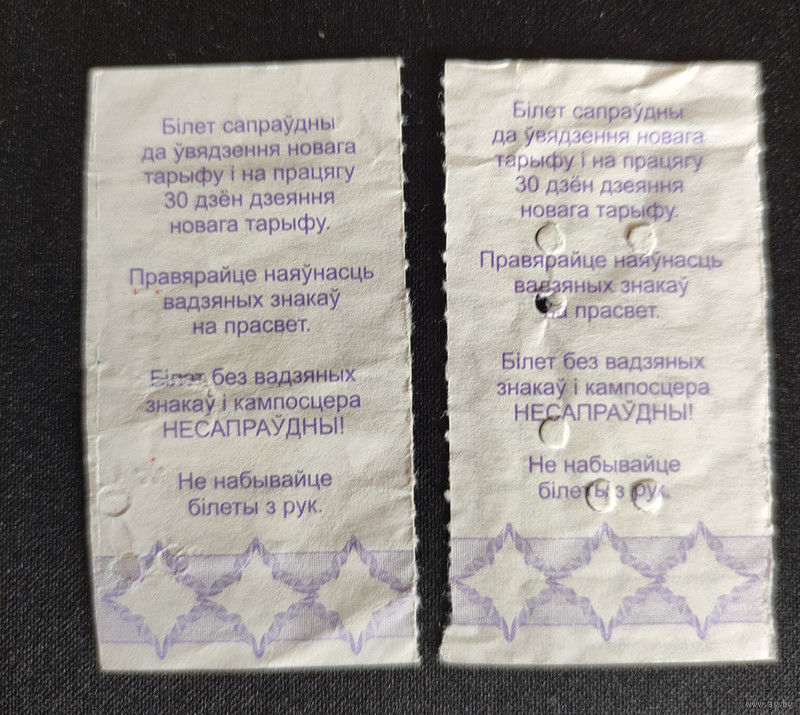 Білет сапраўдны
да ўвядзення новага
тарыфу і на працягу
30 дзён дзеяння
новага тарыфу.
Правярайце наяўнасць
вадзяных знакаў
на прасвет.
Білет без вадзяных
знакаў і кампосцера
НЕСАПРАЎДНЫ!
Не набывайце
білеты з рук.
Білет сапраўдны
да ўвядзення новага
тарыфу і на працягу
30 дзён дзеяння
новага тарыфу.
Правярайце наяўнасць
вадзяных знакаў
на прасвет.
Білет без вадзяных
знакаў і кампосцера
НЕСАПРАЎДНЫ!
Не набывайце
білеты з рук.
www.ay.by